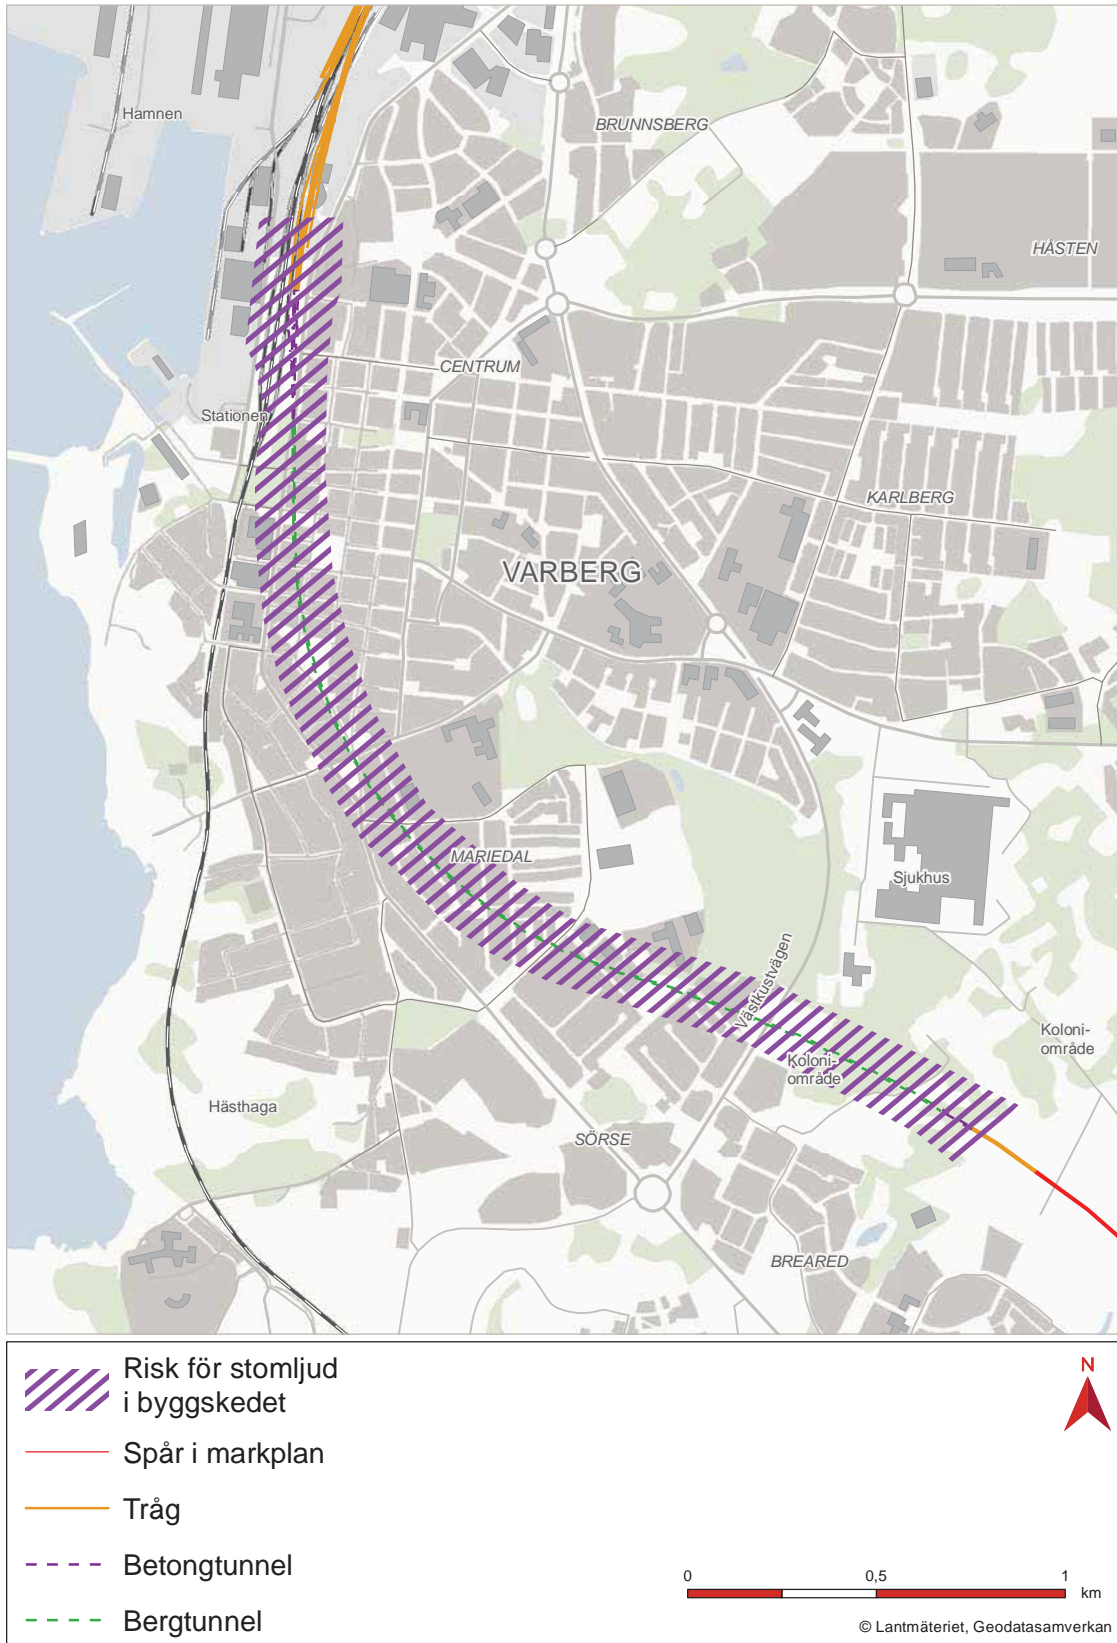 Hamnen
BRUNNSBERG
HÅSTEN
CENTRUM
Stationen
KARLBERG
VARBERG
MARIEDAL
Sjukhus
Västkustvägen
Koloni-
område
Koloni-
område
Hästhaga
SÖRSE
BREARED
Risk för stomljud
i byggskedet
Spår i markplan
Tråg
Betongtunnel
Bergtunnel
N
0 0,5 1
km
© Lantmäteriet, Geodatasamverkan